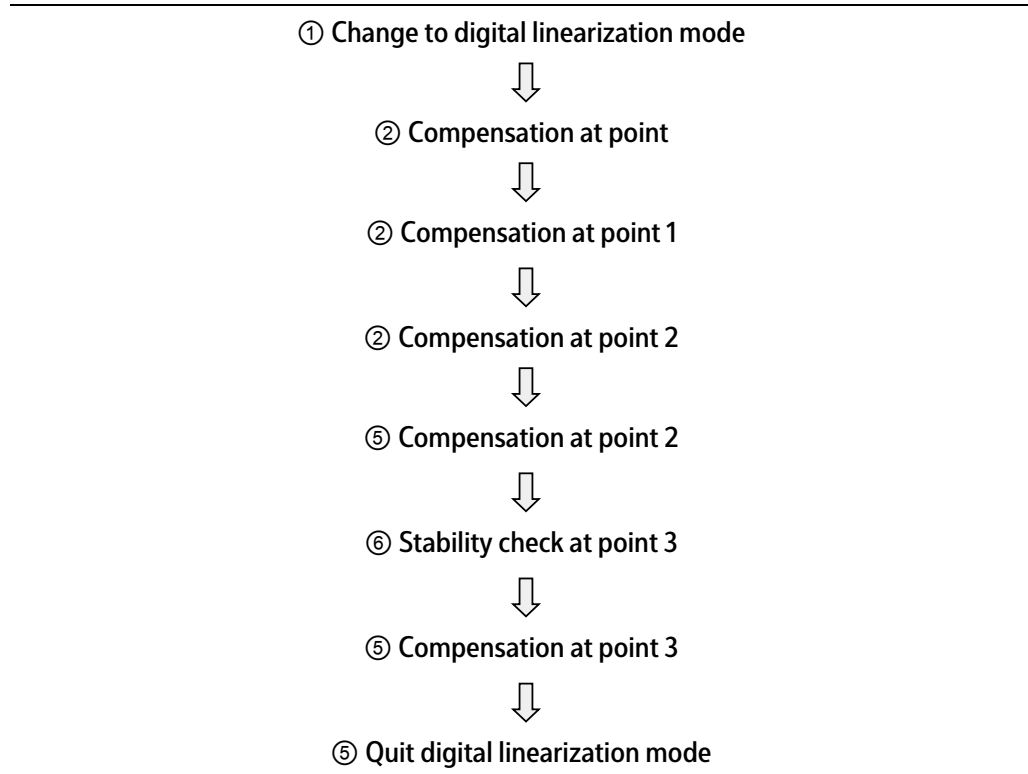 ① Change to digital linearization mode
② Compensation at point
② Compensation at point 1
② Compensation at point 2
⑤ Compensation at point 2
⑥ Stability check at point 3
⑤ Compensation at point 3
⑤ Quit digital linearization mode